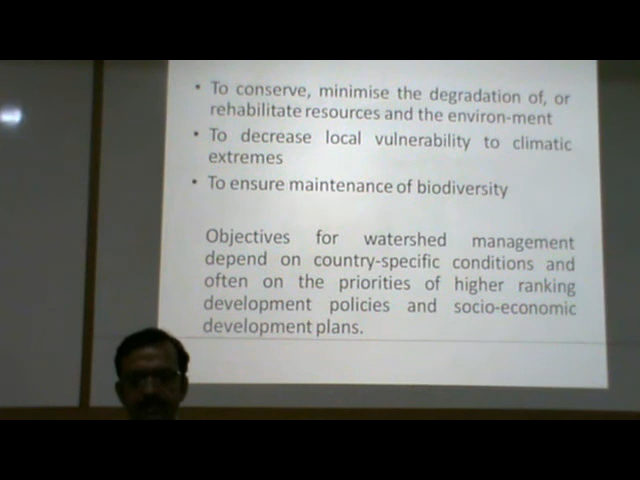 • To conserve, minimise the degradation of, or
rehabilitate resources and the environ-ment
• To decrease local vulnerability to climatic
extremes
• To ensure maintenance of biodiversity
Objectives for watershed management
depend on country-specific conditions and
often on the priorities of higher ranking
development policies and socio-economic
development plans.